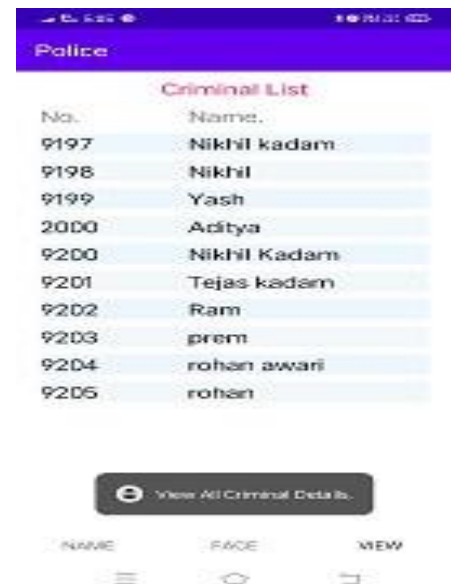 Police
Criminal List
No. Name.
9197 Nikhil kadam
9198 Nikhil
9199 Yash
2000 Aditya
9200 Nikhil Kadam
9201 Tejas kadam
9202 Ram
9203 prem
9204 rohan awari
9205 rohan
View All Criminal Details.
NAME FACE VIEW